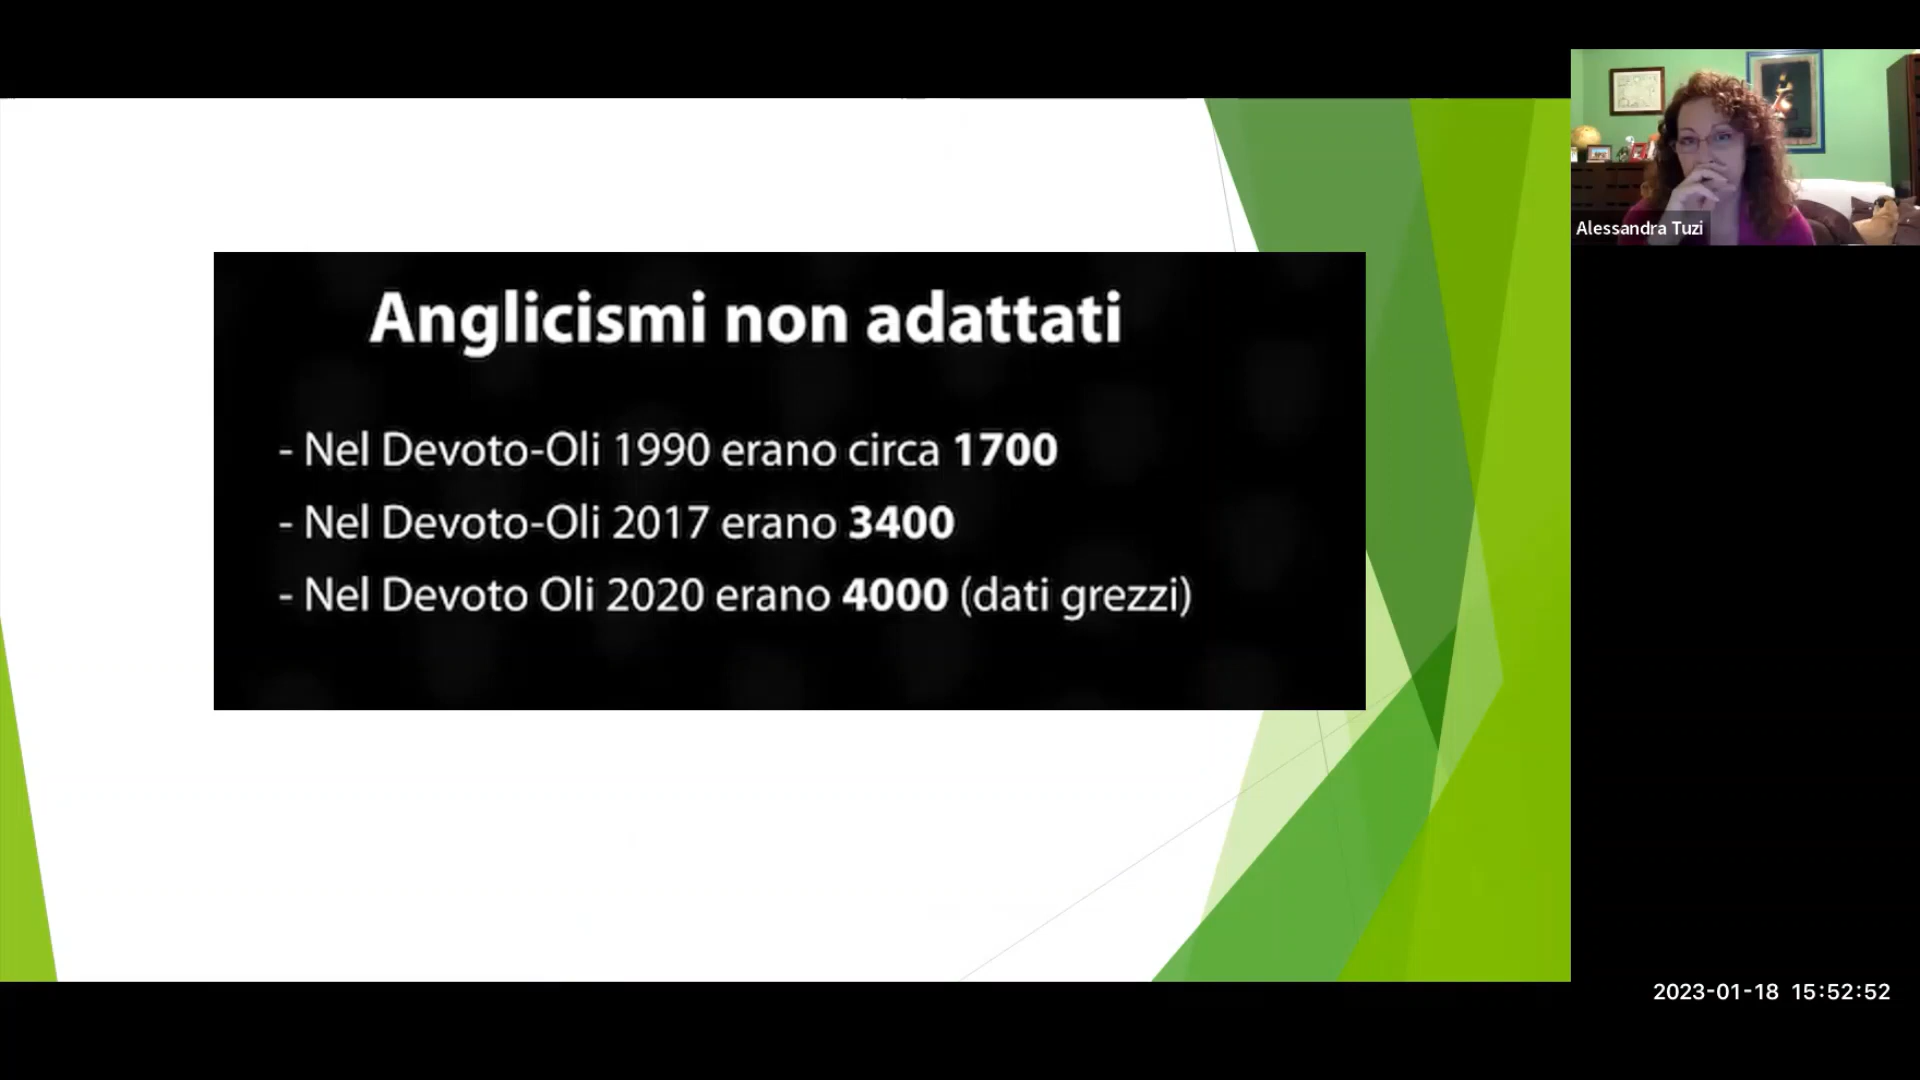 Anglicismi non adattati
- Nel Devoto-Oli 1990 erano circa 1700
- Nel Devoto-Oli 2017 erano 3400
- Nel Devoto Oli 2020 erano 4000 (dati grezzi)
Alessandra Tuzi
2023-01-18 15:52:52